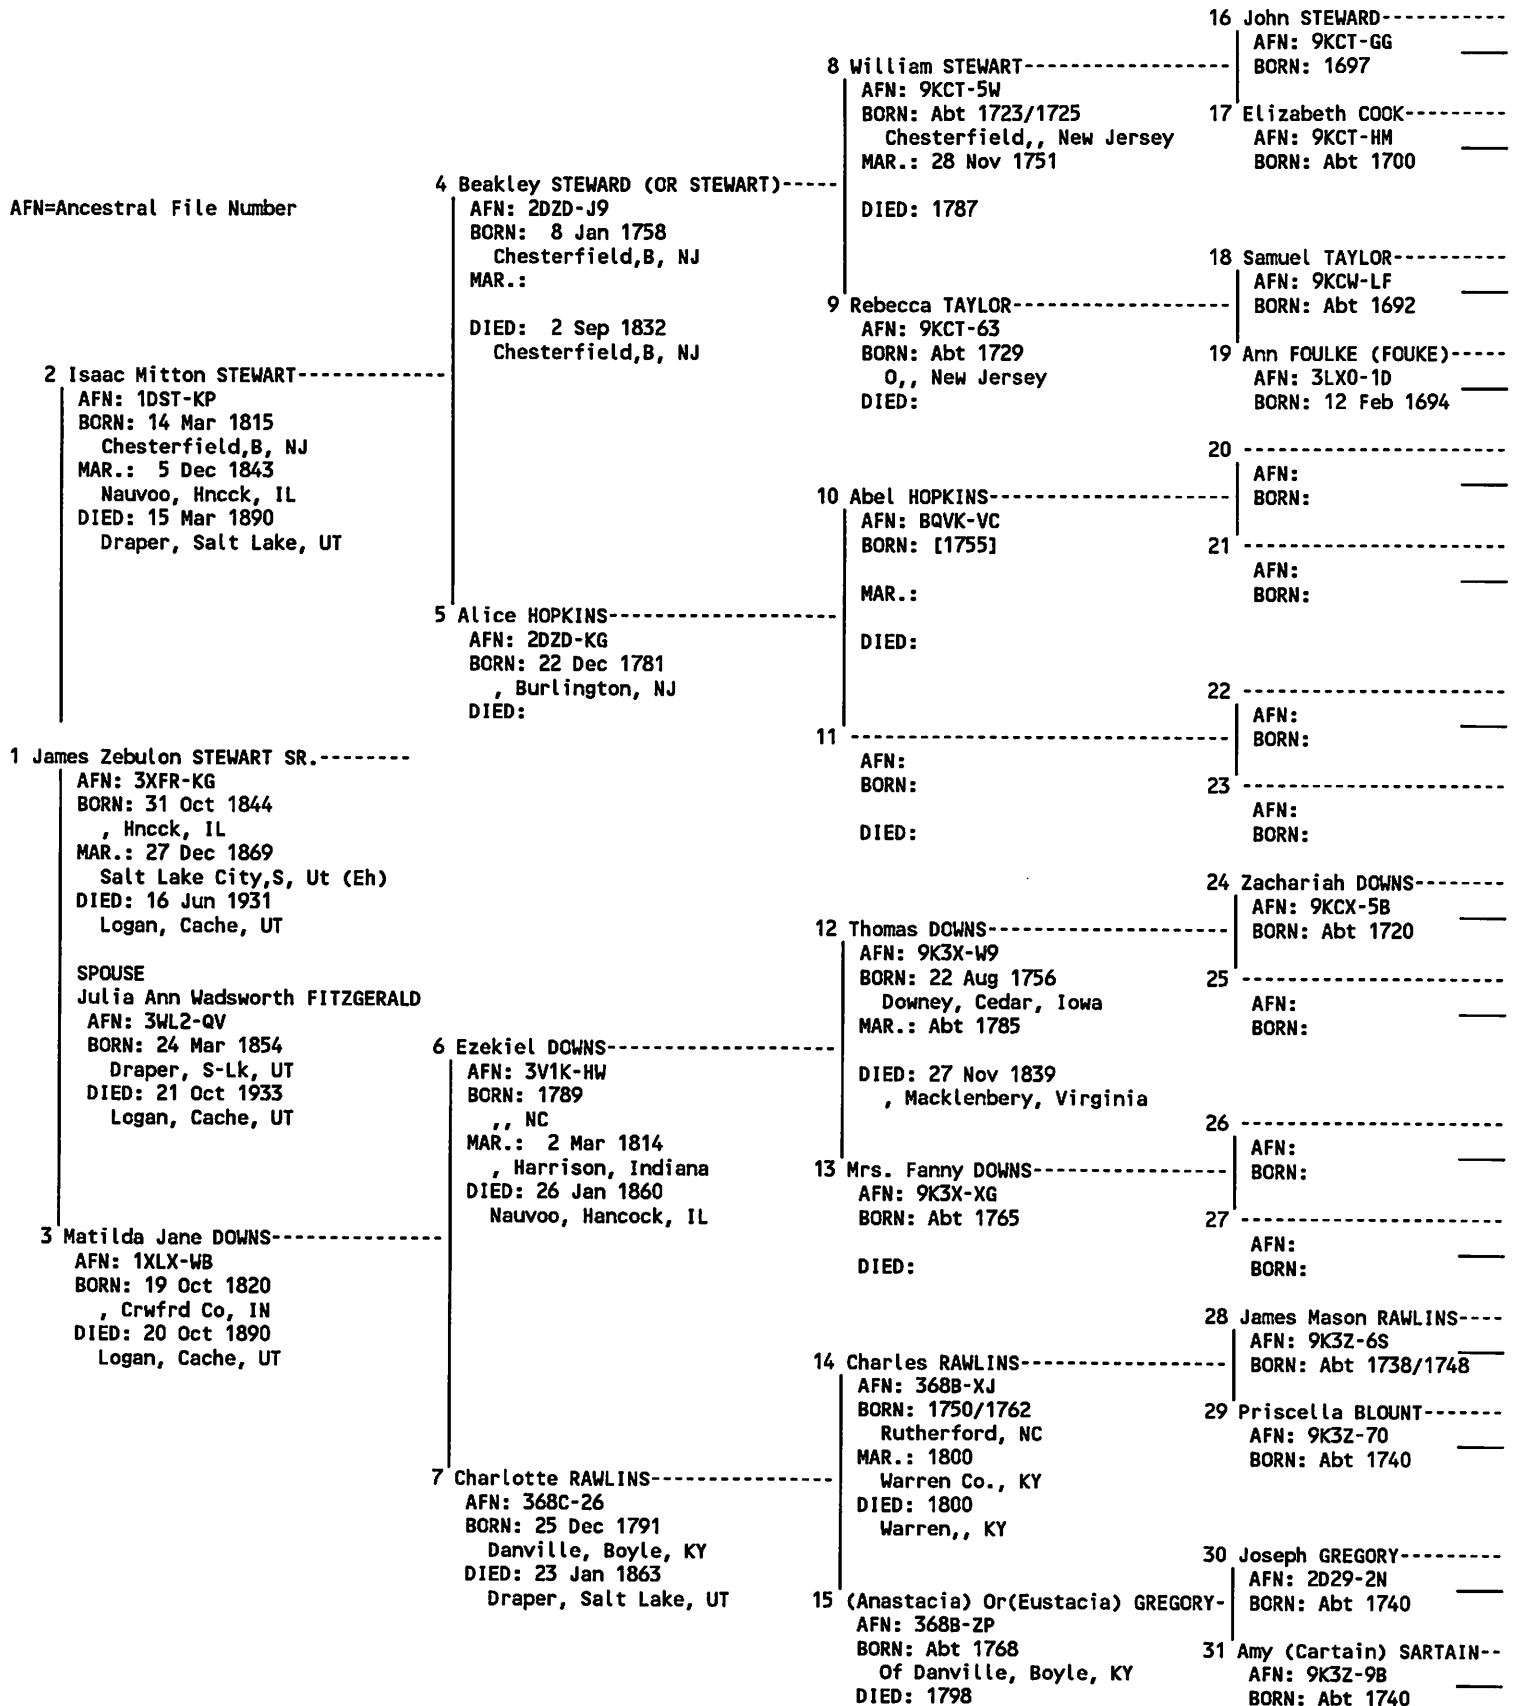 AFN=Ancestral File Number
1 James Zebulon STEWART SR.--------
AFN: 3XFR-KG
BORN: 31 Oct 1844
, Hncck, IL
MAR.: 27 Dec 1869
Salt Lake City,S, Ut (Eh)
DIED: 16 Jun 1931
Logan, Cache, UT
SPOUSE
Julia Ann Wadsworth FITZGERALD
AFN: 3WL2-QV
BORN: 24 Mar 1854
Draper, S-Lk, UT
DIED: 21 Oct 1933
Logan, Cache, UT
2 Isaac Mitton STEWART-------------
AFN: 1DST-KP
BORN: 14 Mar 1815
Chesterfield,B, NJ
MAR.: 5 Dec 1843
Nauvoo, Hncck, IL
DIED: 15 Mar 1890
Draper, Salt Lake, UT
3 Matilda Jane DOWNS---------------
AFN: 1XLX-WB
BORN: 19 Oct 1820
, Crwfrd Co, IN
DIED: 20 Oct 1890
Logan, Cache, UT
4 Beakley STEWARD (OR STEWART)-----
AFN: 2DZD-J9
BORN: 8 Jan 1758
Chesterfield,B, NJ
MAR.:
DIED: 2 Sep 1832
Chesterfield,B, NJ
5 Alice HOPKINS--------------------
AFN: 2DZD-KG
BORN: 22 Dec 1781
, Burlington, NJ
DIED:
6 Ezekiel DOWNS--------------------
AFN: 3V1K-HW
BORN: 1789
,, NC
MAR.: 2 Mar 1814
, Harrison, Indiana
DIED: 26 Jan 1860
Nauvoo, Hancock, IL
7 Charlotte RAWLINS----------------
AFN: 368C-26
BORN: 25 Dec 1791
Danville, Boyle, KY
DIED: 23 Jan 1863
Draper, Salt Lake, UT
8 William STEWART------------------
AFN: 9KCT-5W
BORN: Abt 1723/1725
Chesterfield,, New Jersey
MAR.: 28 Nov 1751
DIED: 1787
9 Rebecca TAYLOR-------------------
AFN: 9KCT-63
BORN: Abt 1729
O,, New Jersey
DIED:
10 Abel HOPKINS---------------------
AFN: BQVK-VC
BORN: [1755]
MAR.:
DIED:
11 ---------------------------------
AFN:
BORN:
DIED:
12 Thomas DOWNS---------------------
AFN: 9K3X-W9
BORN: 22 Aug 1756
Downey, Cedar, Iowa
MAR.: Abt 1785
DIED: 27 Nov 1839
, Macklenbery, Virginia
13 Mrs. Fanny DOWNS-----------------
AFN: 9K3X-XG
BORN: Abt 1765
DIED:
14 Charles RAWLINS------------------
AFN: 368B-XJ
BORN: 1750/1762
Rutherford, NC
MAR.: 1800
Warren Co., KY
DIED: 1800
Warren,, KY
15 (Anastacia) Or(Eustacia) GREGORY-
AFN: 368B-ZP
BORN: Abt 1768
Of Danville, Boyle, KY
DIED: 1798
16 John STEWARD-----------
AFN: 9KCT-GG
BORN: 1697
17 Elizabeth COOK---------
AFN: 9KCT-HM
BORN: Abt 1700
18 Samuel TAYLOR----------
AFN: 9KCW-LF
BORN: Abt 1692
19 Ann FOULKE (FOUKE)-----
AFN: 3LX0-1D
BORN: 12 Feb 1694
20 -----------------------
AFN:
BORN:
21 -----------------------
AFN:
BORN:
22 -----------------------
AFN:
BORN:
23 -----------------------
AFN:
BORN:
24 Zachariah DOWNS--------
AFN: 9KCX-5B
BORN: Abt 1720
25 -----------------------
AFN:
BORN:
26 -----------------------
AFN:
BORN:
27 -----------------------
AFN:
BORN:
28 James Mason RAWLINS----
AFN: 9K3Z-6S
BORN: Abt 1738/1748
29 Priscella BLOUNT-------
AFN: 9K3Z-70
BORN: Abt 1740
30 Joseph GREGORY---------
AFN: 2D29-2N
BORN: Abt 1740
31 Amy (Cartain) SARTAIN--
AFN: 9K3Z-9B
BORN: Abt 1740